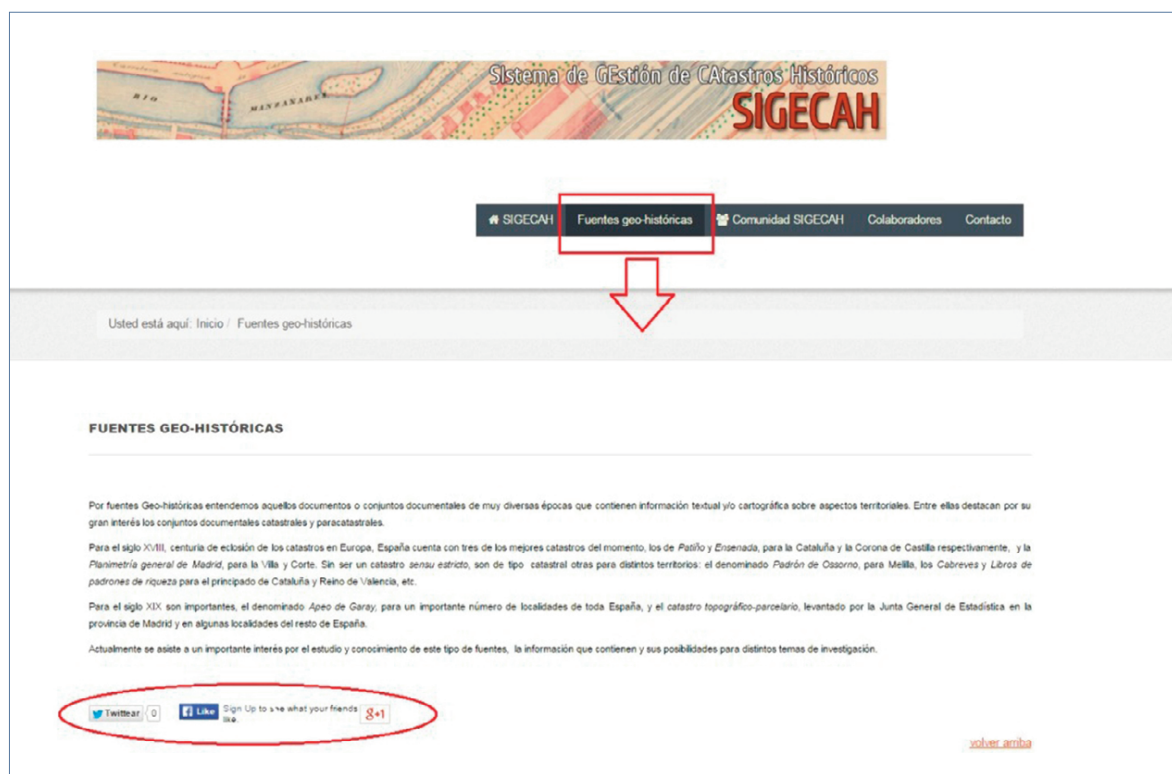 RIO
MANZANARES
SIstema de GEstión de CAtastros Históricos
SIGECAH
SIGECAH Fuentes geo-históricas Comunidad SIGECAH Colaboradores Contacto
Usted está aquí: Inicio / Fuentes geo-históricas
FUENTES GEO-HISTÓRICAS
Por fuentes Geo-históricas entendemos aquellos documentos o conjuntos documentales de muy diversas épocas que contienen información textual y/o cartográfica sobre aspectos territoriales. Entre ellas destacan por su
gran interés los conjuntos documentales catastrales y paracatastrales.
Para el siglo XVIII, centuria de eclosión de los catastros en Europa, España cuenta con tres de los mejores catastros del momento, los de Patiño y Ensenada, para la Cataluña y la Corona de Castilla respectivamente, y la
Planimetría general de Madrid, para la Villa y Corte. Sin ser un catastro sensu estricto, son de tipo catastral otras para distintos territorios: el denominado Padrón de Ossorno, para Melilla, los Cabreves y Libros de
padrones de riqueza para el principado de Cataluña y Reino de Valencia, etc.
Para el siglo XIX son importantes, el denominado Apeo de Garay, para un importante número de localidades de toda España, y el catastro topográfico-parcelario, levantado por la Junta General de Estadística en la
provincia de Madrid y en algunas localidades del resto de España.
Actualmente se asiste a un importante interés por el estudio y conocimiento de este tipo de fuentes, la información que contienen y sus posibilidades para distintos temas de investigación.
Twittear 0 Like Sign Up to see what your friends
like. g+1
volver arriba